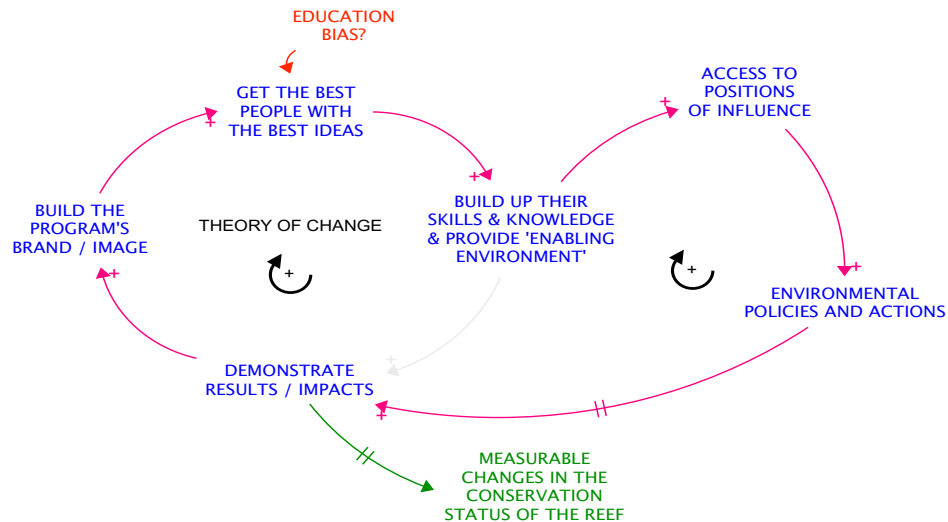 EDUCATION
BIAS?
GET THE BEST
PEOPLE WITH
THE BEST IDEAS
+
ACCESS TO
POSITIONS
OF INFLUENCE
+
BUILD UP THEIR
SKILLS & KNOWLEDGE
& PROVIDE 'ENABLING
ENVIRONMENT'
+
BUILD THE
PROGRAM'S
BRAND / IMAGE
+
THEORY OF CHANGE
+
+
ENVIRONMENTAL
POLICIES AND ACTIONS
+
DEMONSTRATE
RESULTS / IMPACTS
+
+
MEASURABLE
CHANGES IN THE
CONSERVATION
STATUS OF THE REEF